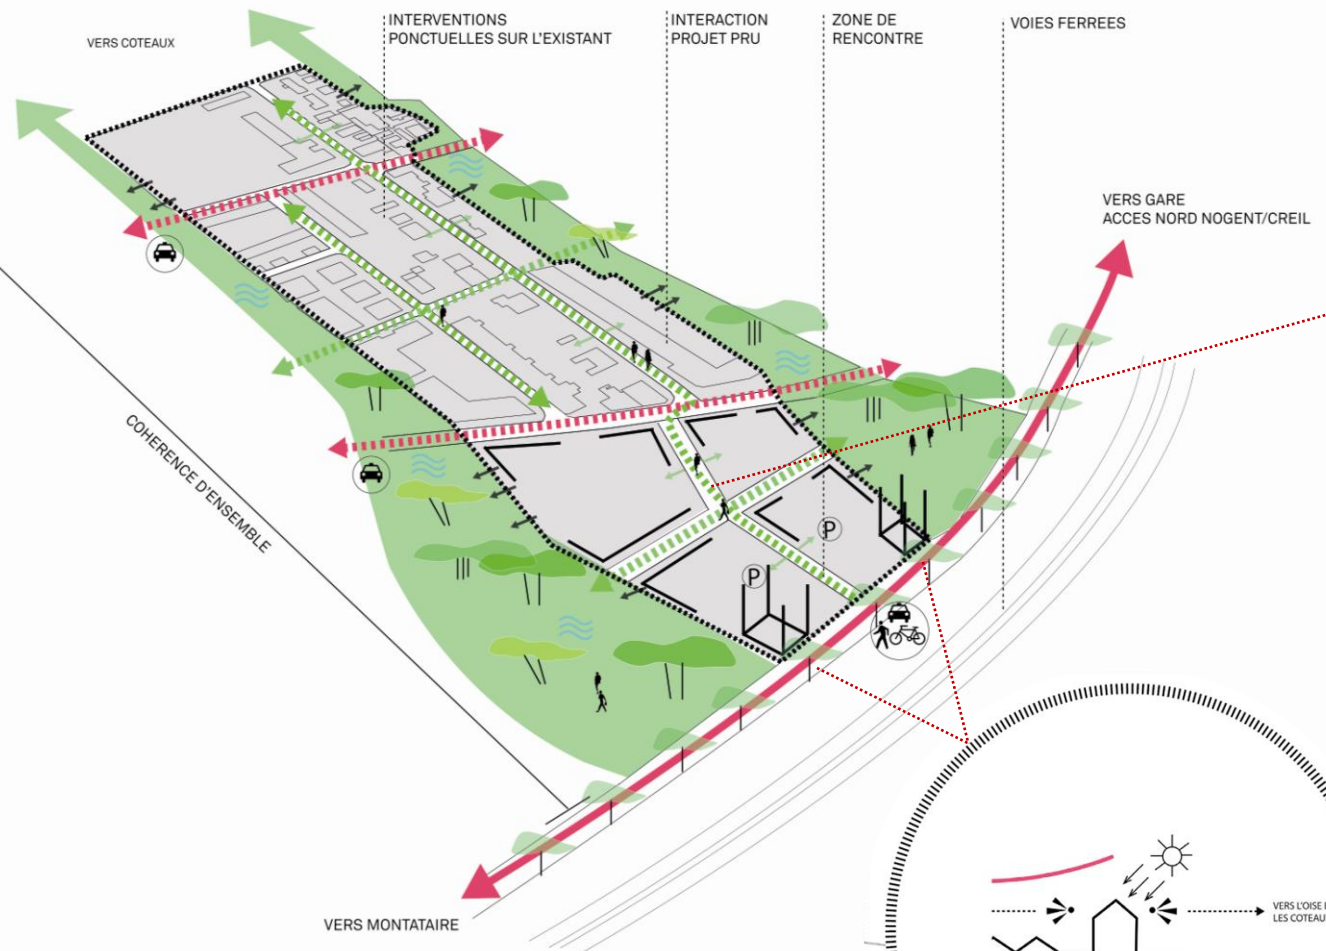 VERS COTEAUX
INTERVENTIONS
PONCTUELLES SUR L'EXISTANT
INTERACTION
PROJET PRU
ZONE DE
RENCONTRE
VOIES FERREES
VERS GARE
ACCES NORD NOGENT/CREIL
COHERENCE D'ENSEMBLE
P
P
VERS MONTATAIRE
VERS L'OISE
LES COTEAU